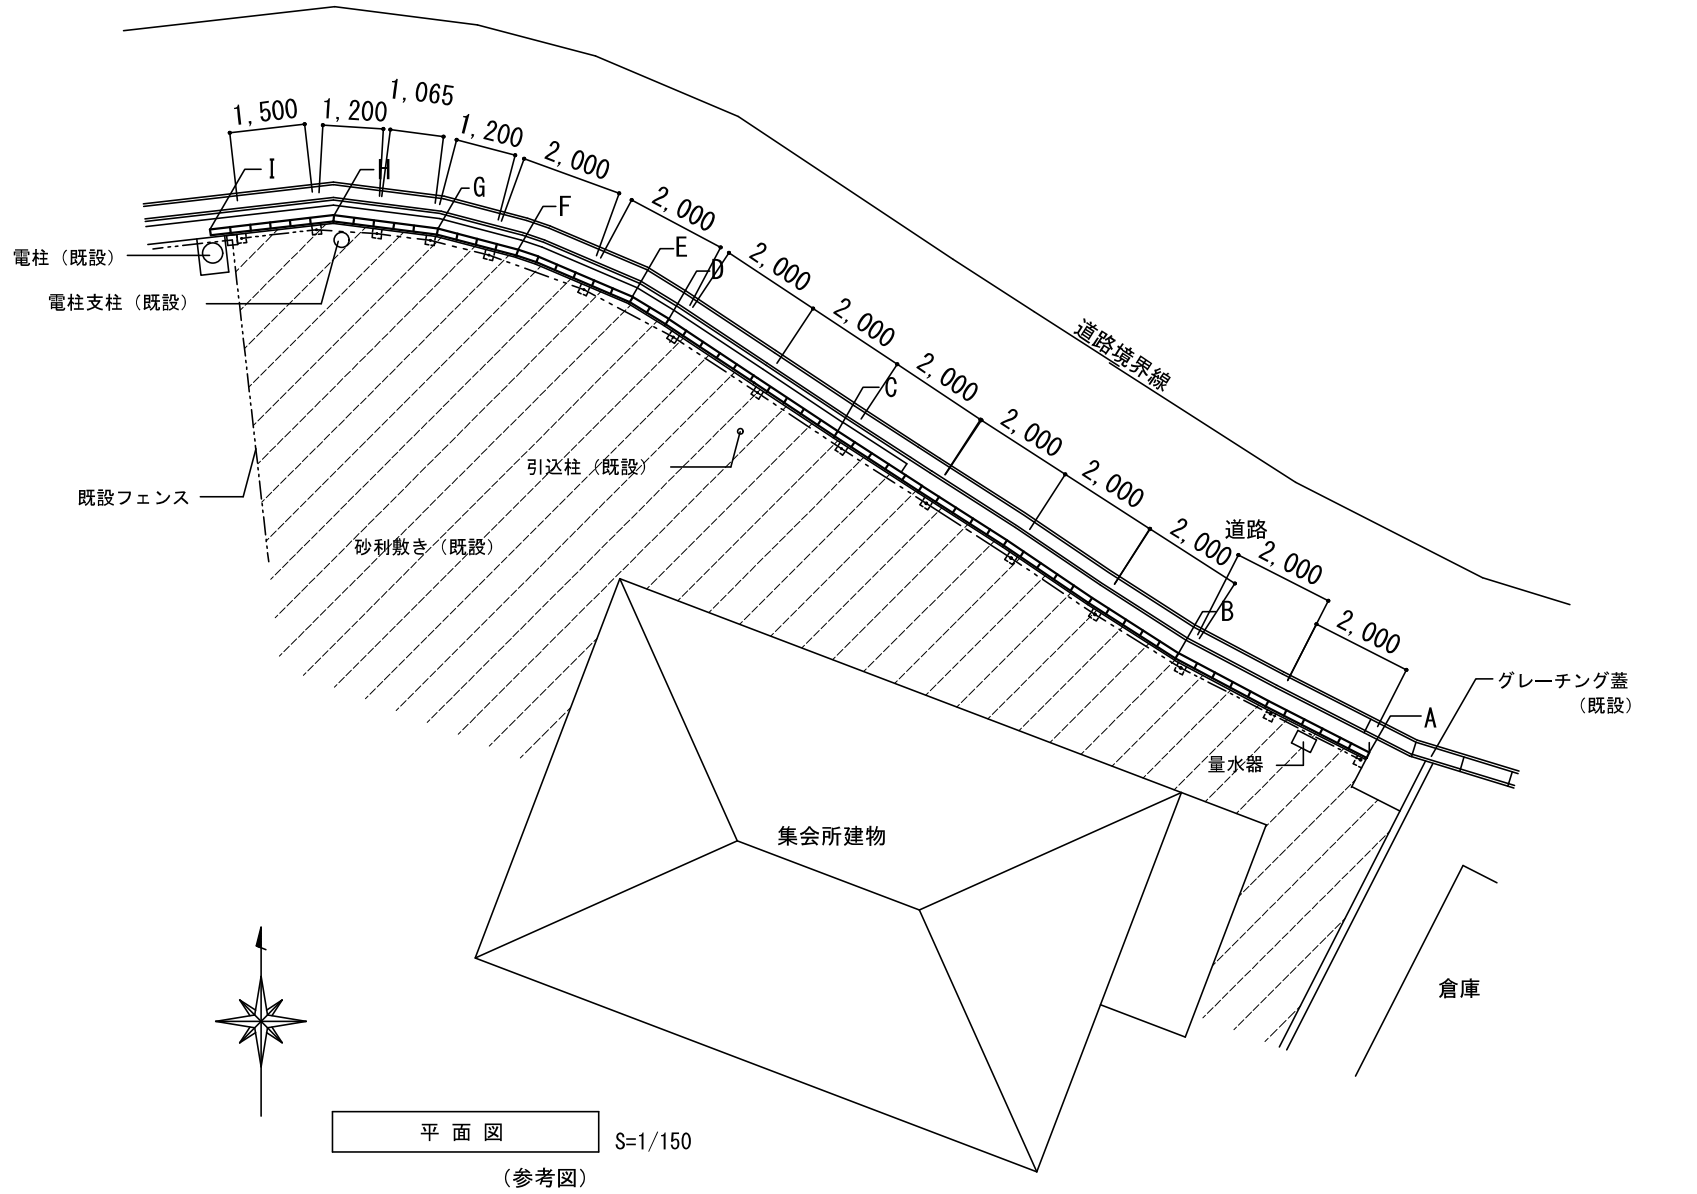 1,500
1,200
1,065
1,200
2,000
2,000
2,000
2,000
2,000
2,000
2,000
2,000
2,000
2,000
I
H
G
F
E
D
C
B
A
電柱（既設）
電柱支柱（既設）
道路境界線
引込柱（既設）
既設フェンス
砂利敷き（既設）
道路
グレーチング蓋
（既設）
量水器
集会所建物
倉庫
平面図
S=1/150
（参考図）